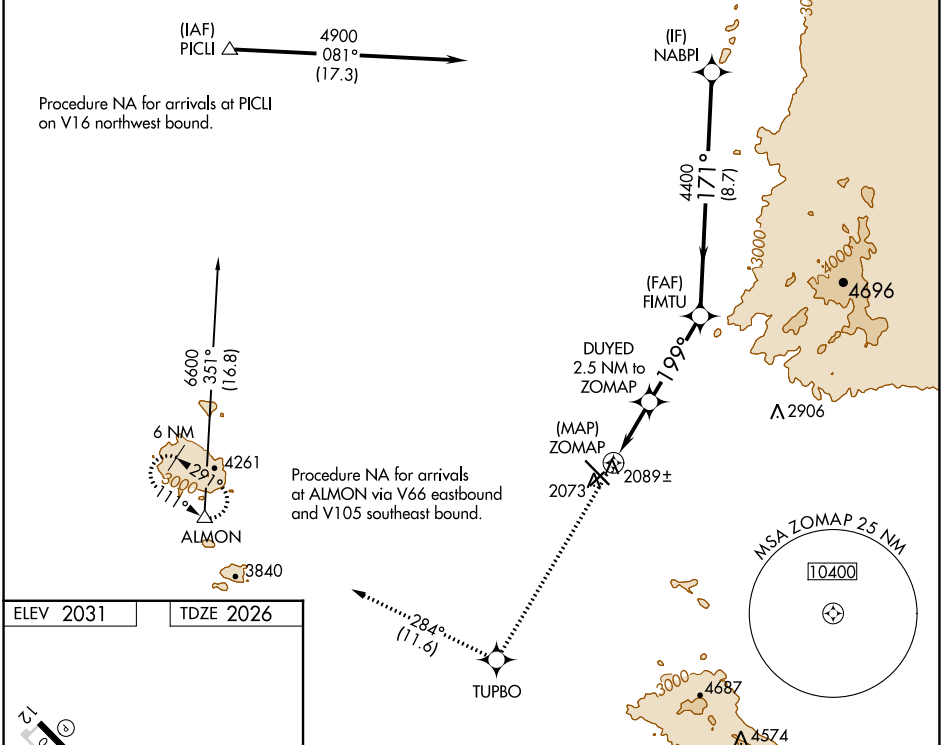 (IAF)
PICLI
4900
081°
(17.3)
(IF)
NABPI
Procedure NA for arrivals at PICLI
on V16 northwest bound.
3000
4400
171°
(8.7)
4000
4696
(FAF)
FIMTU
6600
351°
(16.8)
DUYED
2.5 NM to
ZOMAP
199°
2906
6 NM
4261
291°
3000
111°
ALMON
3840
(MAP)
ZOMAP
2089±
2073
Procedure NA for arrivals
at ALMON via V66 eastbound
and V105 southeast bound.
MSA ZOMAP 25 NM
10400
284°
(11.6)
TUPBO
ELEV 2031
TDZE 2026
3000
4687
4574
12
P